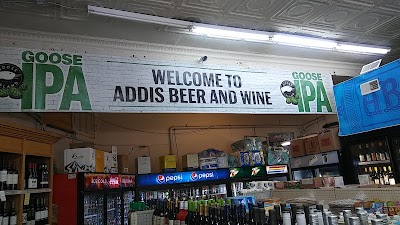 GOOSE
IPA
WELCOME TO
ADDIS BEER AND WINE
GOOSE
IPA
pepsi
pepsi